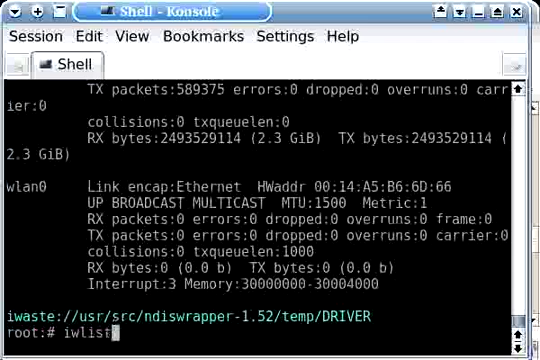 Shell - Konsole
Session Edit View Bookmarks Settings Help
Shell
TX packets:589375 errors:0 dropped:0 overruns:0 carr
ier:0
collisions:0 txqueuelen:0
RX bytes:2493529114 (2.3 GiB) TX bytes:2493529114 (
2.3 GiB)
wlan0 Link encap:Ethernet HWaddr 00:14:A5:B6:6D:66
UP BROADCAST MULTICAST MTU:1500 Metric:1
RX packets:0 errors:0 dropped:0 overruns:0 frame:0
TX packets:0 errors:0 dropped:0 overruns:0 carrier:0
collisions:0 txqueuelen:1000
RX bytes:0 (0.0 b) TX bytes:0 (0.0 b)
Interrupt:3 Memory:30000000-30004000
iwaste://usr/src/ndiswrapper-1.52/temp/DRIVER
root:# iwlist